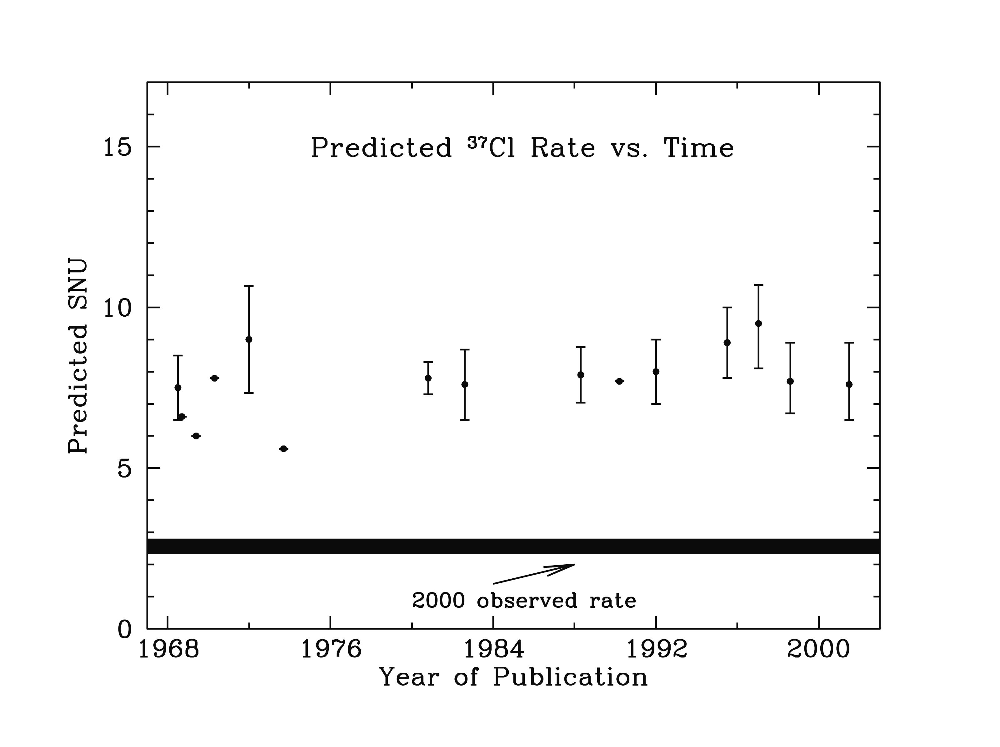 Predicted ³⁷Cl Rate vs. Time
15
10
5
0
Predicted SNU
2000 observed rate
1968 1976 1984 1992 2000
Year of Publication